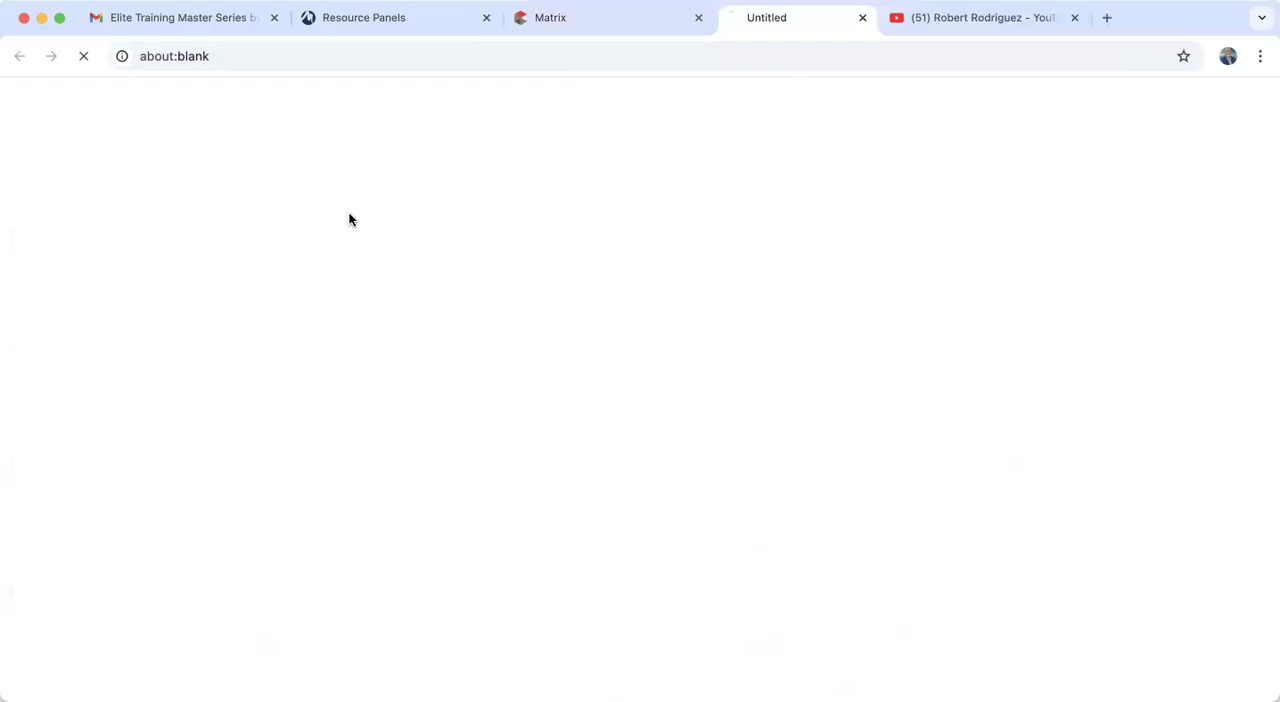 Elite Training Master Series b
Resource Panels
Matrix
Untitled
(51) Robert Rodriguez - YouT
about:blank